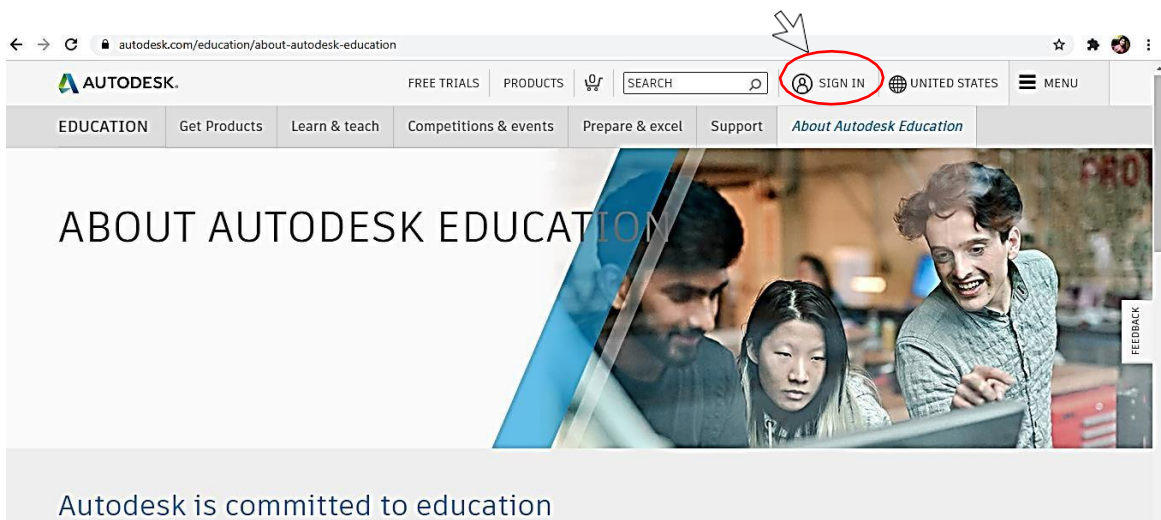 autodesk.com/education/about-autodesk-education
AUTODESK. FREE TRIALS PRODUCTS 0 SEARCH SIGN IN UNITED STATES MENU
EDUCATION Get Products Learn & teach Competitions & events Prepare & excel Support About Autodesk Education
PRO
ABOUT AUTODESK EDUCATION
FEEDBACK
Autodesk is committed to education